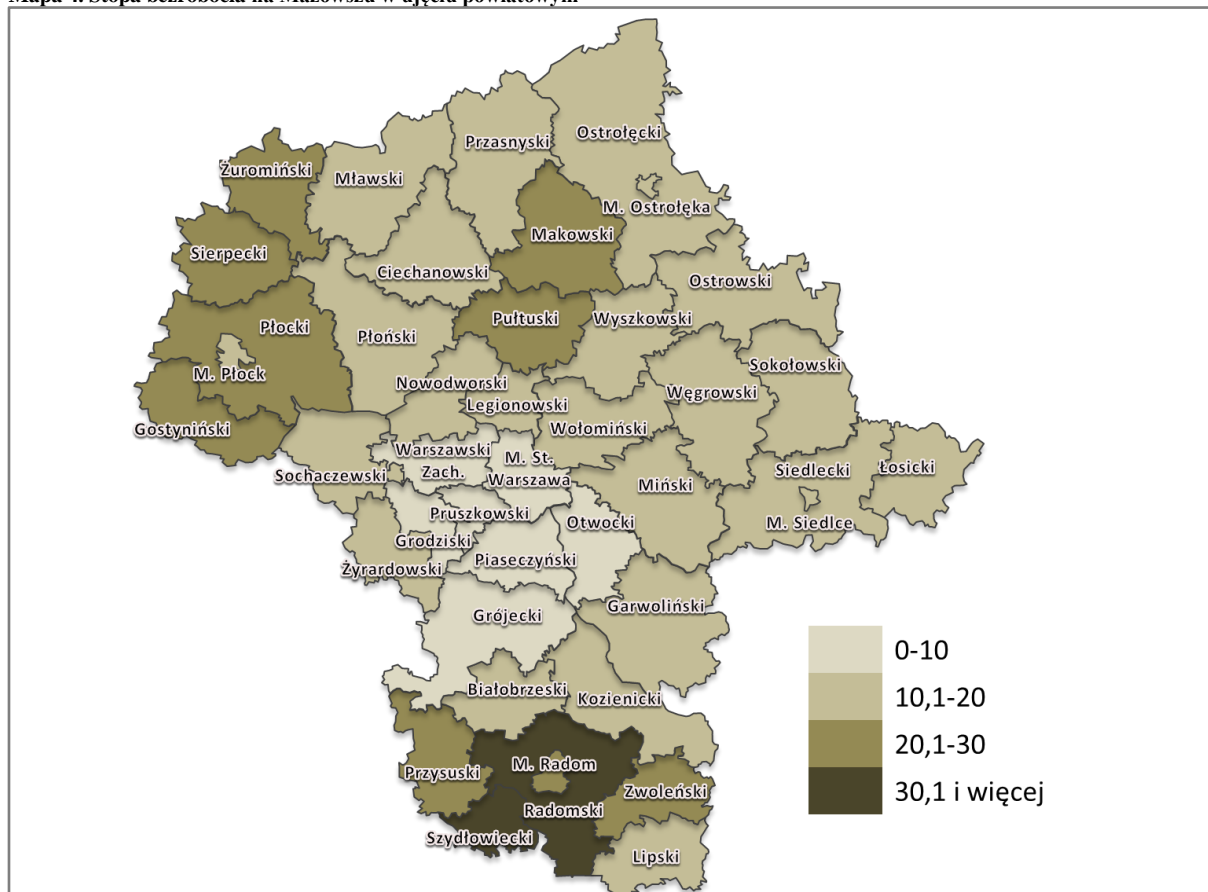 Mapa 4. Stopa bezrobocia na Mazowszu w ujęciu powiatowym
Ostrołęcki
Przasnyski
Żuromiński
Mławski
M. Ostrołęka
Makowski
Sierpecki
Ciechanowski
Ostrowski
Pułtuski
Wyszkowski
Płocki
Płoński
Sokołowski
M. Płock
Nowodworski
Węgrowski
Legionowski
Gostyniński
Wołomiński
Warszawski
Zach.
M. St.
Warszawa
Sochaczewski
Miński
Siedlecki
Łosicki
Pruszkowski
Otwocki
M. Siedlce
Grodziski
Piaseczyński
Żyrardowski
Garwoliński
Grójecki
Białobrzeski
Kozienicki
M. Radom
Przysuski
Zwoleński
Radomski
Szydłowiecki
Lipski
0-10
10,1-20
20,1-30
30,1 i więcej